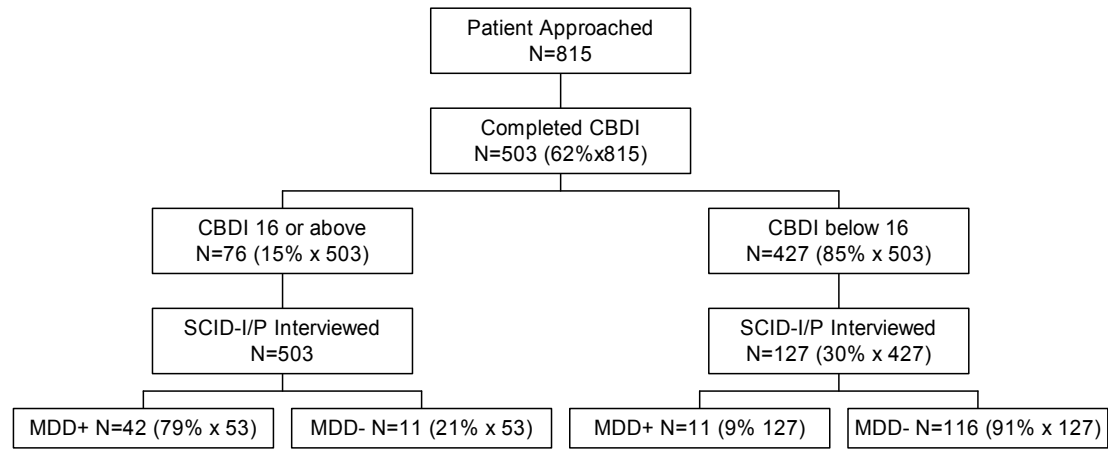 Patient Approached
N=815
Completed CBDI
N=503 (62%x815)
CBDI 16 or above
N=76 (15% x 503)
CBDI below 16
N=427 (85% x 503)
SCID-I/P Interviewed
N=503
SCID-I/P Interviewed
N=127 (30% x 427)
MDD+ N=42 (79% x 53)
MDD- N=11 (21% x 53)
MDD+ N=11 (9% 127)
MDD- N=116 (91% x 127)